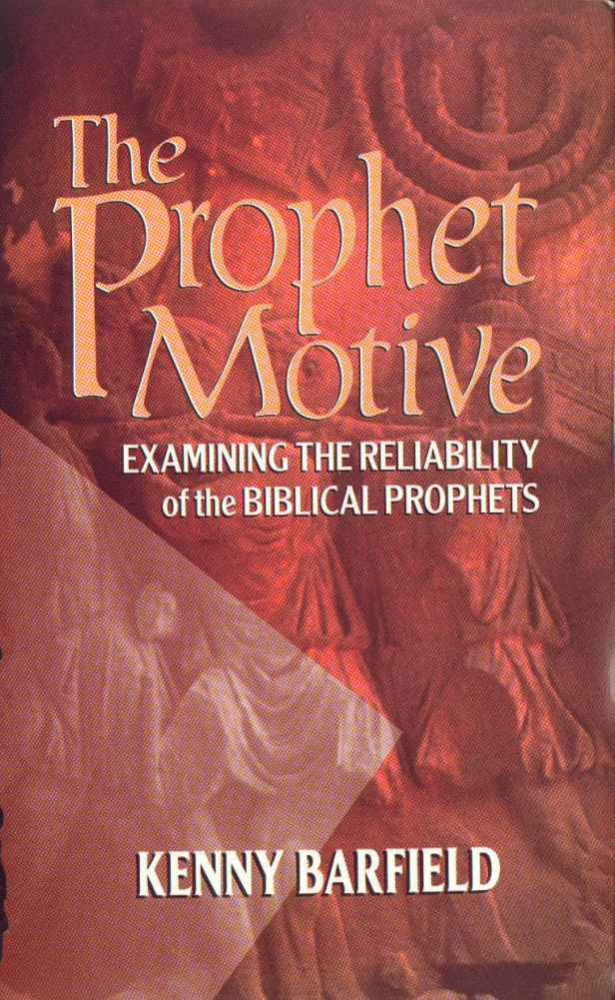 The
Prophet
Motive
EXAMINING THE RELIABILITY
of the BIBLICAL PROPHETS
KENNY BARFIELD